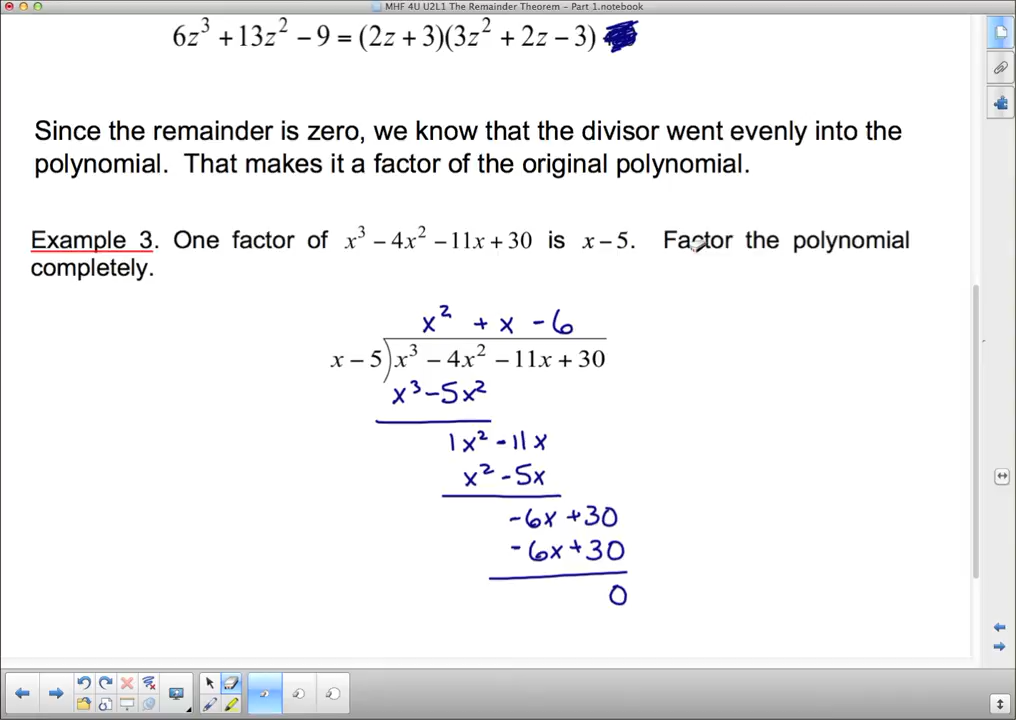 MHF 4U U2L1 The Remainder Theorem - Part 1.notebook
6z³ + 13z² − 9 = (2z + 3)(3z² + 2z − 3)
Since the remainder is zero, we know that the divisor went evenly into the
polynomial. That makes it a factor of the original polynomial.
Example 3. One factor of x³ − 4x² − 11x + 30 is x − 5. Factor the polynomial
completely.
x² + x − 6
x − 5)x³ − 4x² − 11x + 30
x³ − 5x²
1x² − 11x
x² − 5x
−6x + 30
−6x + 30
0